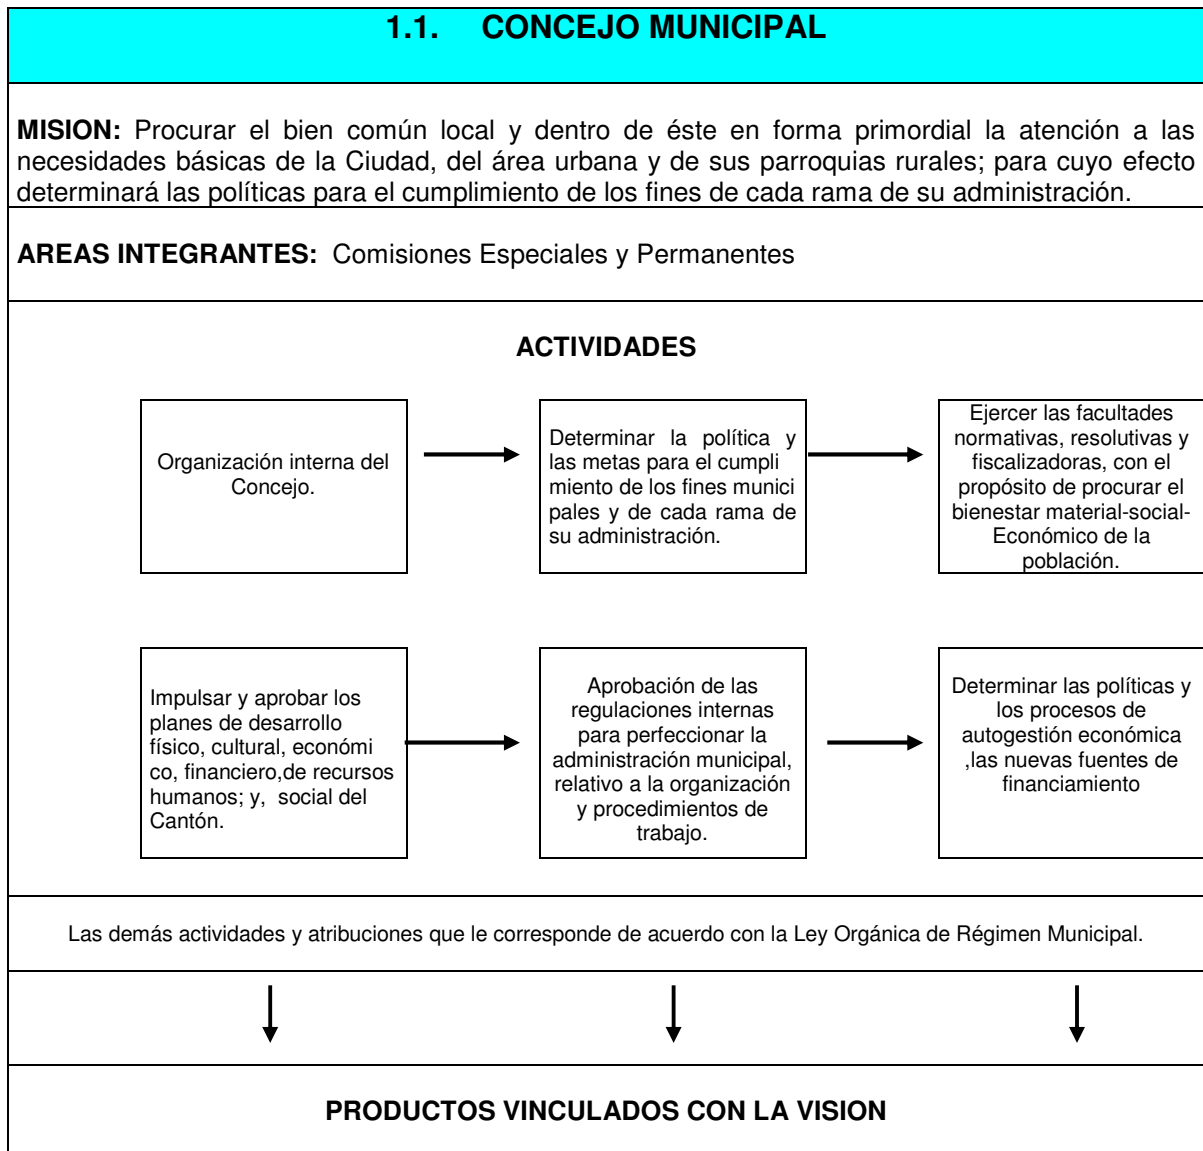 1.1. CONCEJO MUNICIPAL
MISION: Procurar el bien común local y dentro de éste en forma primordial la atención a las
necesidades básicas de la Ciudad, del área urbana y de sus parroquias rurales; para cuyo efecto
determinará las políticas para el cumplimiento de los fines de cada rama de su administración.
AREAS INTEGRANTES: Comisiones Especiales y Permanentes
ACTIVIDADES
Organización interna del
Concejo.
Determinar la política y
las metas para el cumpli
miento de los fines munici
pales y de cada rama de
su administración.
Ejercer las facultades
normativas, resolutivas y
fiscalizadoras, con el
propósito de procurar el
bienestar material-social-
Económico de la
población.
Impulsar y aprobar los
planes de desarrollo
físico, cultural, económi
co, financiero,de recursos
humanos; y, social del
Cantón.
Aprobación de las
regulaciones internas
para perfeccionar la
administración municipal,
relativo a la organización
y procedimientos de
trabajo.
Determinar las políticas y
los procesos de
autogestión económica
,las nuevas fuentes de
financiamiento
Las demás actividades y atribuciones que le corresponde de acuerdo con la Ley Orgánica de Régimen Municipal.
PRODUCTOS VINCULADOS CON LA VISION